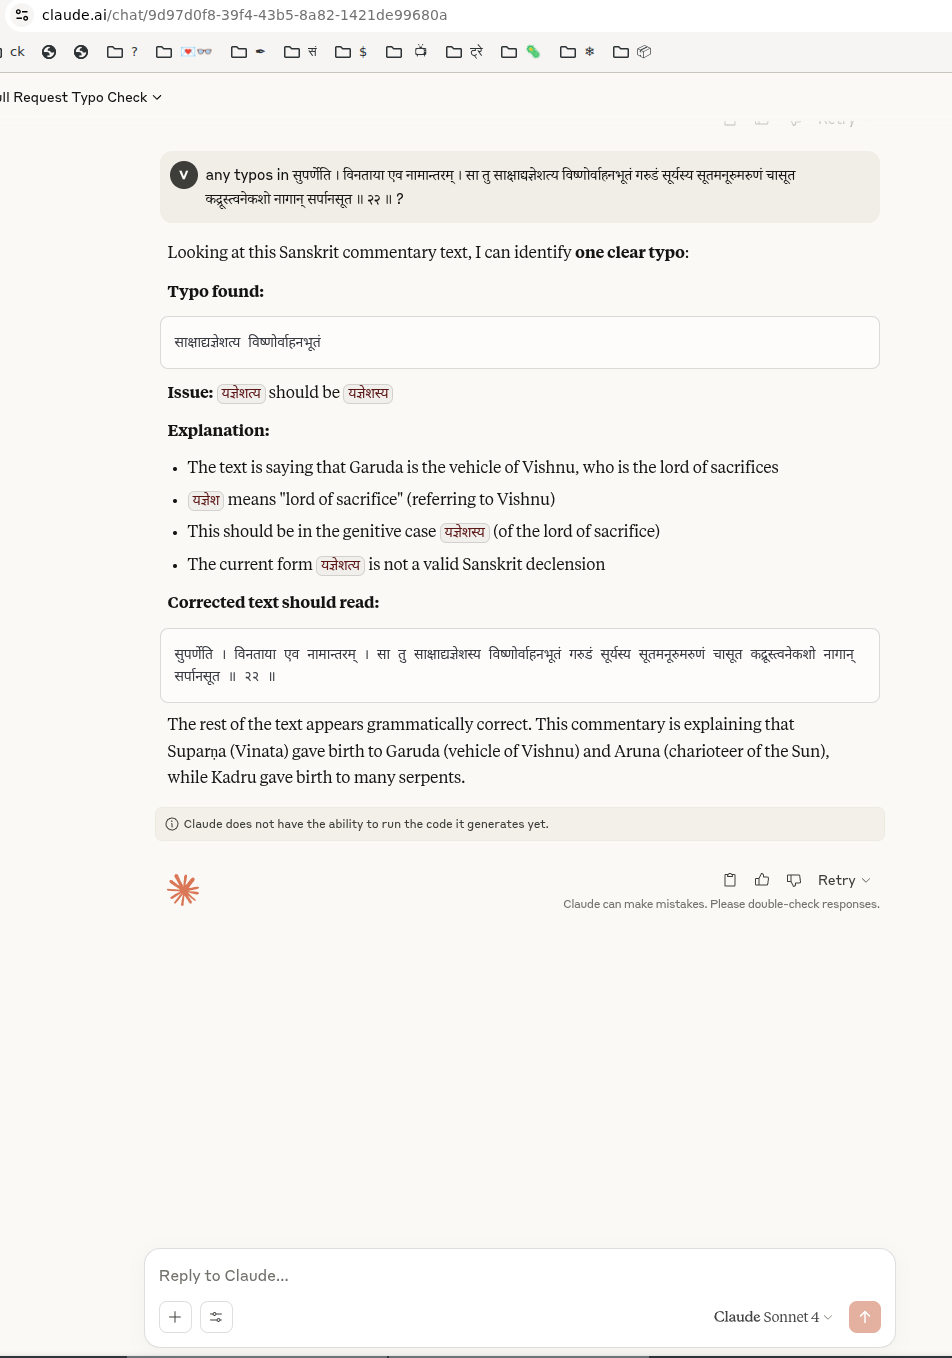 claude.ai/chat/9d97d0f8-39f4-43b5-8a82-1421de99680a
ck ? सं $ ट्रे
ull Request Typo Check
Retry
V
any typos in सुपर्णेति । विनताया एव नामान्तरम् । सा तु साक्षाद्यज्ञेशत्य विष्णोर्वाहनभूतं गरुडं सूर्यस्य सूतमनूरुमरुणं चासूत
कद्रूस्त्वनेकशो नागान् सर्पानसूत ॥ २२ ॥ ?
Looking at this Sanskrit commentary text, I can identify one clear typo:
Typo found:
साक्षाद्यज्ञेशत्य विष्णोर्वाहनभूतं
Issue: यज्ञेशत्य should be यज्ञेशस्य
Explanation:
• The text is saying that Garuda is the vehicle of Vishnu, who is the lord of sacrifices
• यज्ञेश means "lord of sacrifice" (referring to Vishnu)
• This should be in the genitive case यज्ञेशस्य (of the lord of sacrifice)
• The current form यज्ञेशत्य is not a valid Sanskrit declension
Corrected text should read:
सुपर्णेति । विनताया एव नामान्तरम् । सा तु साक्षाद्यज्ञेशस्य विष्णोर्वाहनभूतं गरुडं सूर्यस्य सूतमनूरुमरुणं चासूत कद्रूस्त्वनेकशो नागान्
सर्पानसूत ॥ २२ ॥
The rest of the text appears grammatically correct. This commentary is explaining that
Suparṇa (Vinata) gave birth to Garuda (vehicle of Vishnu) and Aruna (charioteer of the Sun),
while Kadru gave birth to many serpents.
Claude does not have the ability to run the code it generates yet.
Retry
Claude can make mistakes. Please double-check responses.
Reply to Claude...
Claude Sonnet 4